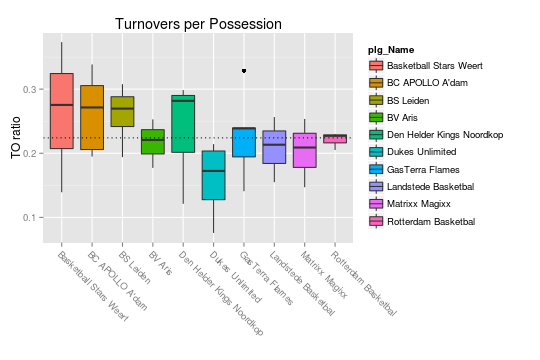 Turnovers per Possession
TO ratio
0.3
0.2
0.1
Basketball Stars Weert
BC APOLLO A'dam
BS Leiden
BV Aris
Den Helder Kings Noordkop
Dukes Unlimited
GasTerra Flames
Landstede Basketbal
Matrixx Magixx
Rotterdam Basketbal
plg_Name
Basketball Stars Weert
BC APOLLO A'dam
BS Leiden
BV Aris
Den Helder Kings Noordkop
Dukes Unlimited
GasTerra Flames
Landstede Basketbal
Matrixx Magixx
Rotterdam Basketbal